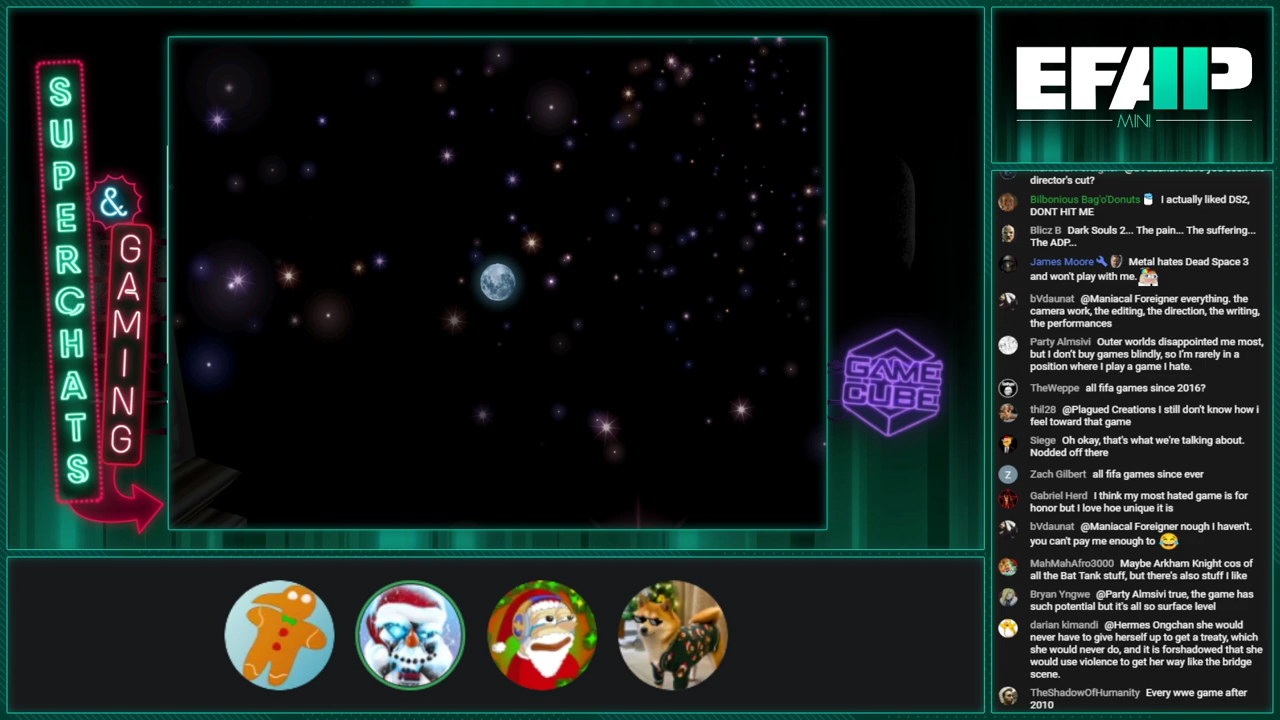 SUPERCHATS
&
GAMING
GAME
CUBE
EFAP
MINI
director's cut?
Bilbonious Bag'o'Donuts I actually liked DS2,
DONT HIT ME
Blicz B Dark Souls 2... The pain... The suffering...
The ADP...
James Moore Metal hates Dead Space 3
and won't play with me.
bVdaunat @Maniacal Foreigner everything. the
camera work, the editing, the direction, the writing,
the performances
Party Almsivi Outer worlds disappointed me most,
but I don't buy games blindly, so I'm rarely in a
position where I play a game I hate.
TheWeppe all fifa games since 2016?
thil28 @Plagued Creations I still don't know how i
feel toward that game
Siege Oh okay, that's what we're talking about.
Nodded off there
Z
Zach Gilbert all fifa games since ever
Gabriel Herd I think my most hated game is for
honor but I love hoe unique it is
bVdaunat @Maniacal Foreigner nough I haven't.
you can't pay me enough to
MahMahAfro3000 Maybe Arkham Knight cos of
all the Bat Tank stuff, but there's also stuff I like
Bryan Yngwe @Party Almsivi true, the game has
such potential but it's all so surface level
darian kimandi @Hermes Ongchan she would
never have to give herself up to get a treaty, which
she would never do, and it is forshadowed that she
would use violence to get her way like the bridge
scene.
TheShadowOfHumanity Every wwe game after
2010